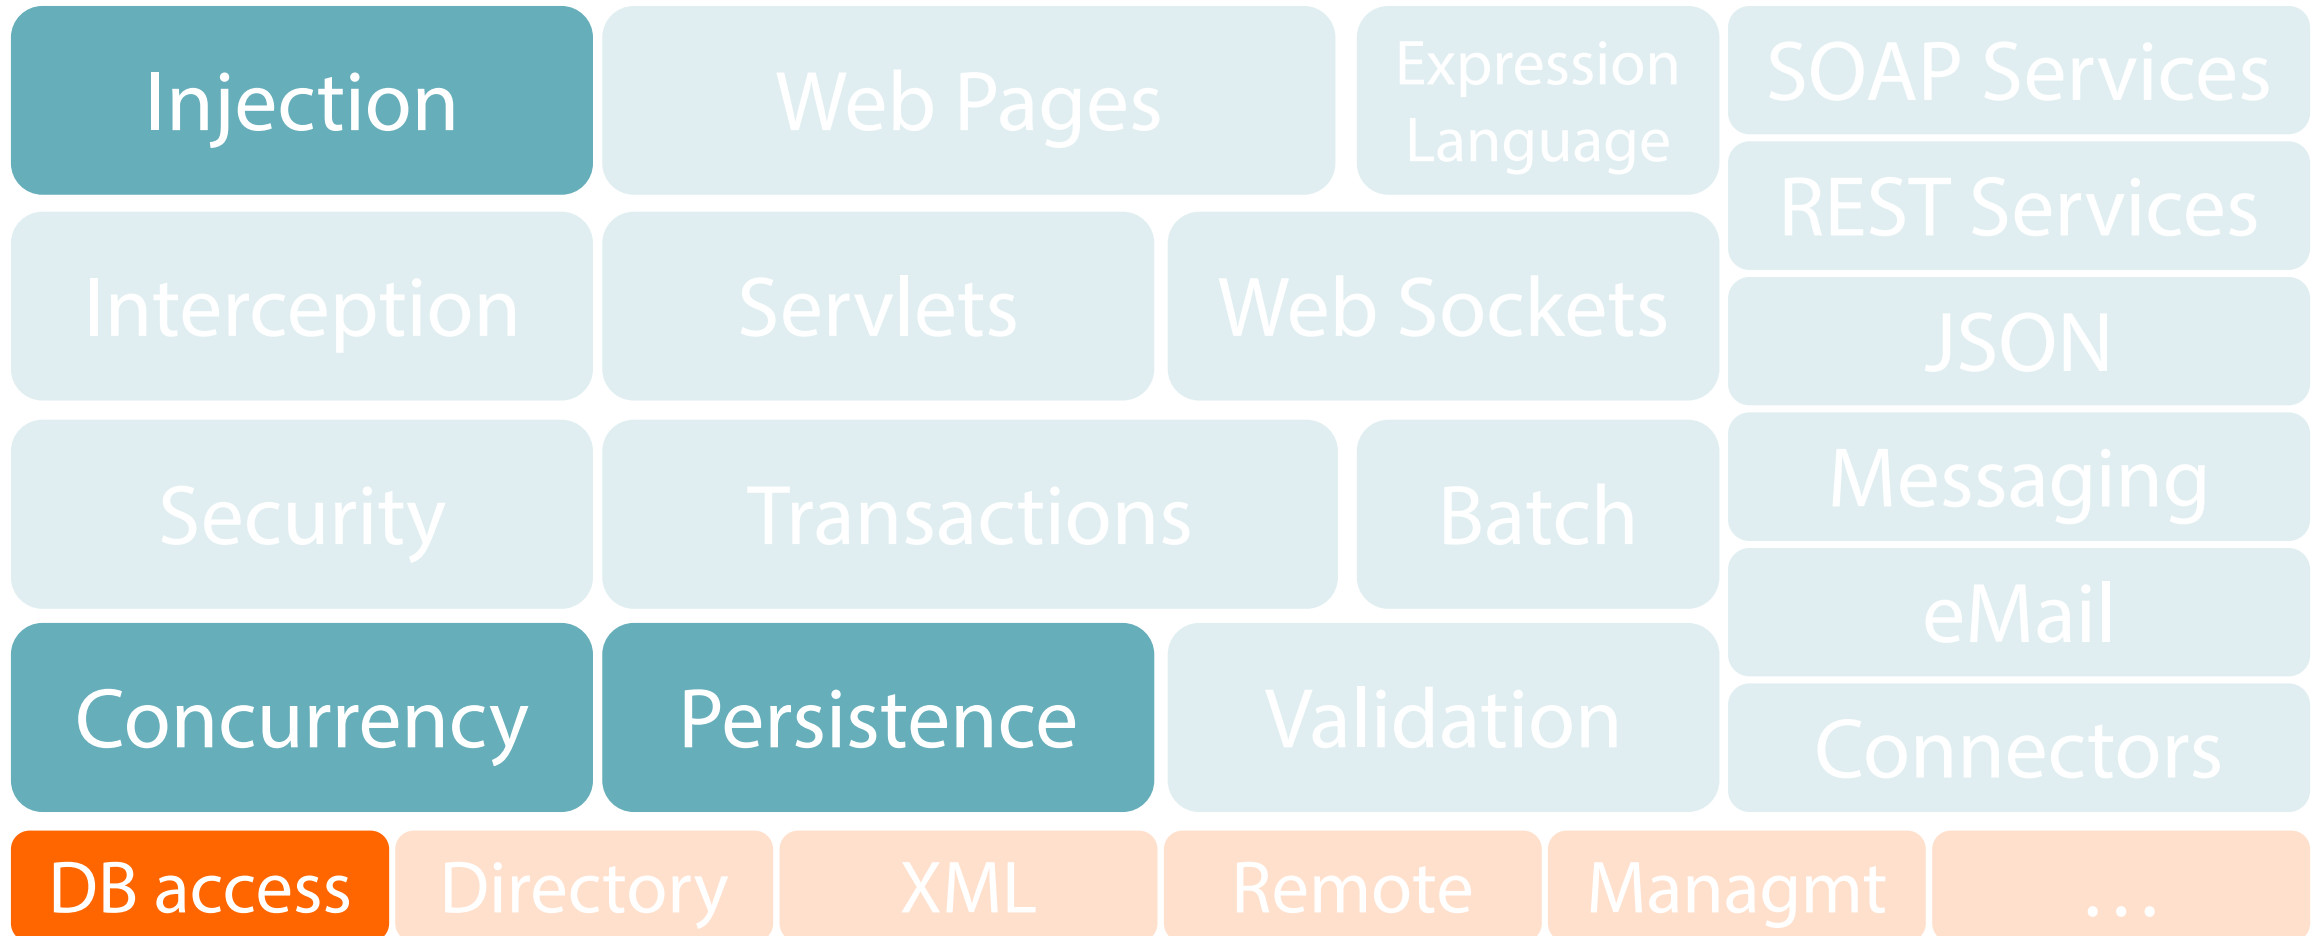 Injection
Web Pages
Expression
Language
SOAP Services
REST Services
Interception
Servlets
Web Sockets
JSON
Security
Transactions
Batch
Messaging
eMail
Concurrency
Persistence
Validation
Connectors
DB access
Directory
XML
Remote
Managmt
...